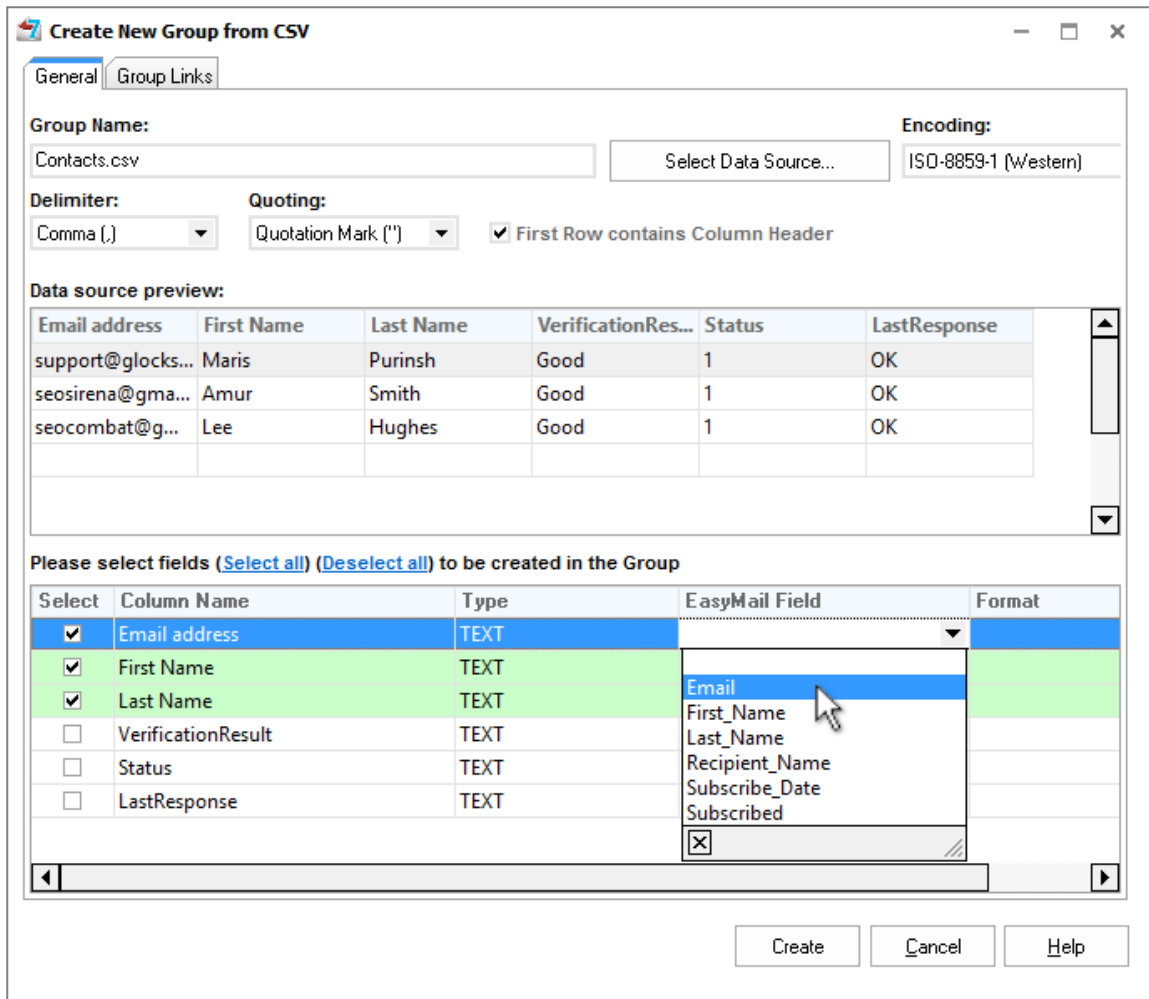 Create New Group from CSV
General Group Links
Group Name: Encoding:
Contacts.csv Select Data Source... ISO-8859-1 (Western)
Delimiter: Quoting:
Comma (,) Quotation Mark (") First Row contains Column Header
Data source preview:
Email address First Name Last Name VerificationRes... Status LastResponse
support@glocks... Maris Purinsh Good 1 OK
seosirena@gma... Amur Smith Good 1 OK
seocombat@g... Lee Hughes Good 1 OK
Please select fields (Select all) (Deselect all) to be created in the Group
Select Column Name Type EasyMail Field Format
Email address TEXT
First Name TEXT
Email
Last Name TEXT
First_Name
VerificationResult TEXT
Last_Name
Status TEXT
Recipient_Name
Subscribe_Date
LastResponse TEXT
Subscribed
Create Cancel Help